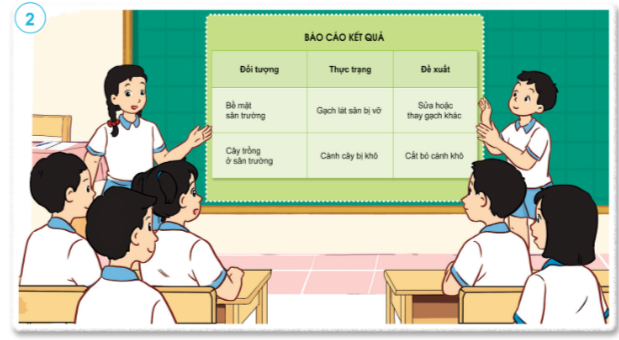 2
BÁO CÁO KẾT QUẢ
Đối tượng Thực trạng Đề xuất
Bề mặt
sân trường
Gạch lát sân bị vỡ
Sửa hoặc
thay gạch khác
Cây trồng
ở sân trường
Cành cây bị khô
Cắt bỏ cành khô